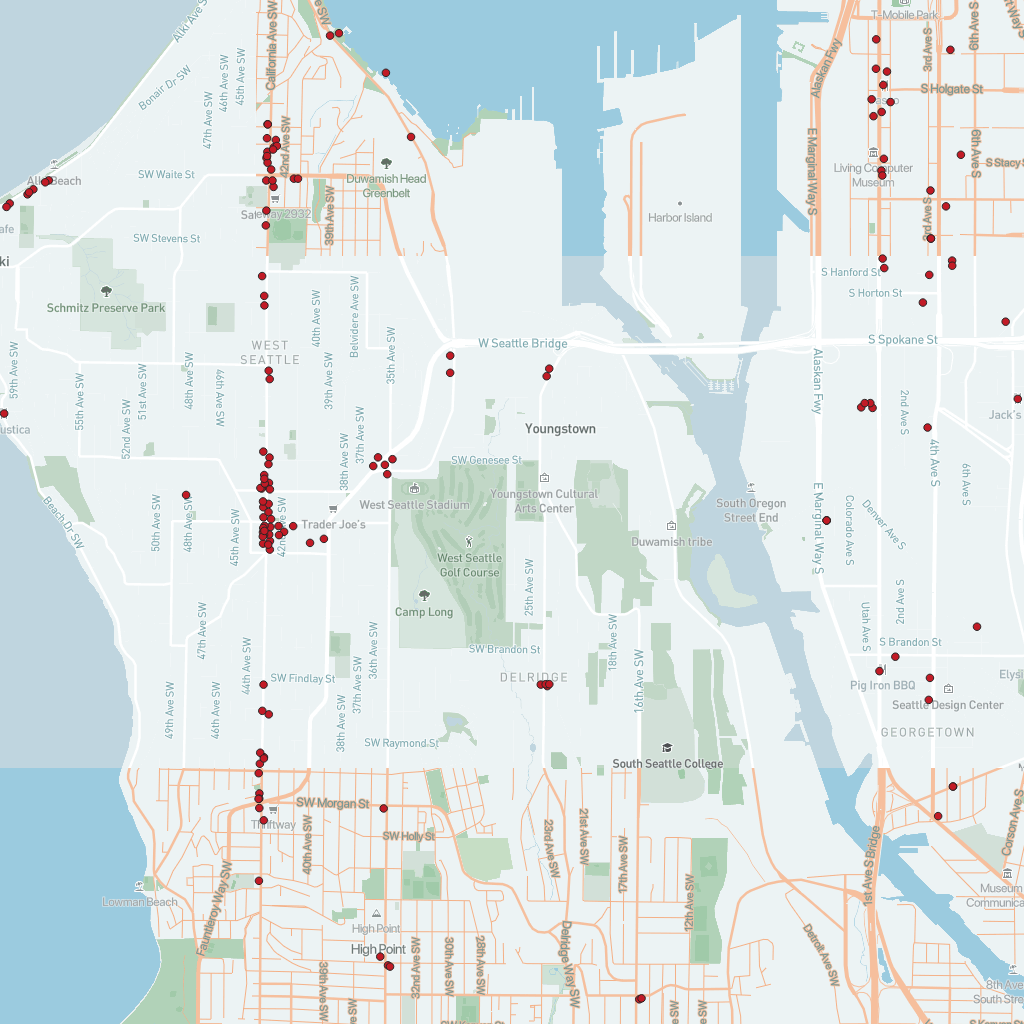 T-Mobile Park
Alki Ave SW
California Ave SW
45th Ave SW
46th Ave SW
Bonair Dr SW
47th Ave SW
42nd Ave SW
Alaskan Fwy
3rd Ave S
6th Ave S
S Holgate St
E Marginal Way S
6th Ave S
S Stacy S
Living Computer
Museum
SW Waite St
Duwamish Head
Greenbelt
39th Ave SW
Harbor Island
3rd Ave S
afe
SW Stevens St
ki
S Hanford St
S Horton St
Schmitz Preserve Park
40th Ave SW
Belvidere Ave SW
WEST
SEATTLE
35th Ave SW
W Seattle Bridge
S Spokane St
59th Ave SW
55th Ave SW
52nd Ave SW
51st Ave SW
48th Ave SW
46th Ave SW
39th Ave SW
37th Ave SW
38th Ave SW
Alaskan Fwy
2nd Ave S
4th Ave S
Jack's
ustica
Youngstown
SW Genesee St
West Seattle Stadium
Youngstown Cultural
Arts Center
South Oregon
Street End
6th Ave S
Beach Dr SW
50th Ave SW
48th Ave SW
45th Ave SW
42nd Ave SW
Trader Joe's
Duwamish tribe
E Marginal Way S
Colorado Ave S
Denver Ave S
West Seattle
Golf Course
Camp Long
25th Ave SW
Utah Ave S
2nd Ave S
47th Ave SW
36th Ave SW
18th Ave SW
SW Brandon St
S Brandon St
44th Ave SW
SW Findlay St
37th Ave SW
DELRIDGE
16th Ave SW
Pig Iron BBQ
Elysi
49th Ave SW
46th Ave SW
38th Ave SW
Seattle Design Center
GEORGETOWN
SW Raymond St
South Seattle College
SW Morgan St
Thriftway
40th Ave SW
SW Holly St
23rd Ave SW
21st Ave SW
17th Ave SW
1st Ave S Bridge
Corson Ave S
Lowman Beach
Fauntleroy Way SW
12th Ave SW
Museum
Communica
High Point
High Point
39th Ave SW
32nd Ave SW
30th Ave SW
28th Ave SW
Delridge Way SW
Detroit Ave SW
8th Ave
South Stre